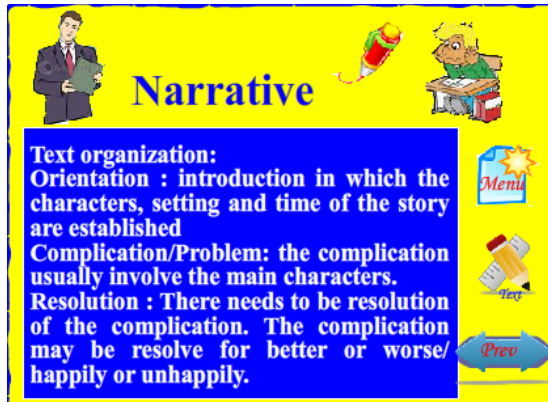 Narrative
Text organization:
Orientation : introduction in which the
characters, setting and time of the story
are established
Complication/Problem: the complication
usually involve the main characters.
Resolution : There needs to be resolution
of the complication. The complication
may be resolve for better or worse/
happily or unhappily.
Menu
Text
Prev